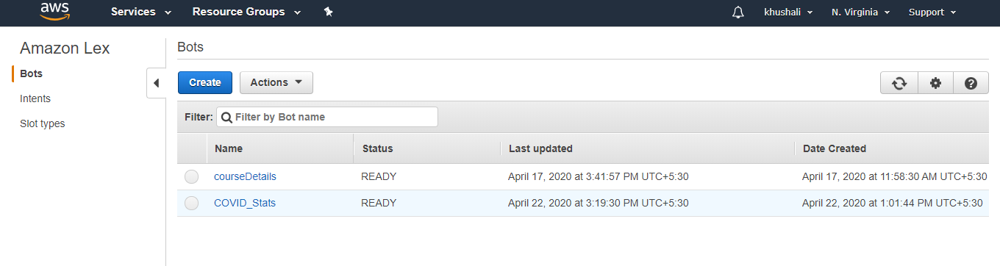 aws Services Resource Groups khushali N. Virginia Support
Amazon Lex
Bots
Intents
Slot types
Bots
Create Actions
Filter: Filter by Bot name
Name Status Last updated Date Created
courseDetails READY April 17, 2020 at 3:41:57 PM UTC+5:30 April 17, 2020 at 11:58:30 AM UTC+5:30
COVID_Stats READY April 22, 2020 at 3:19:30 PM UTC+5:30 April 22, 2020 at 1:01:44 PM UTC+5:30